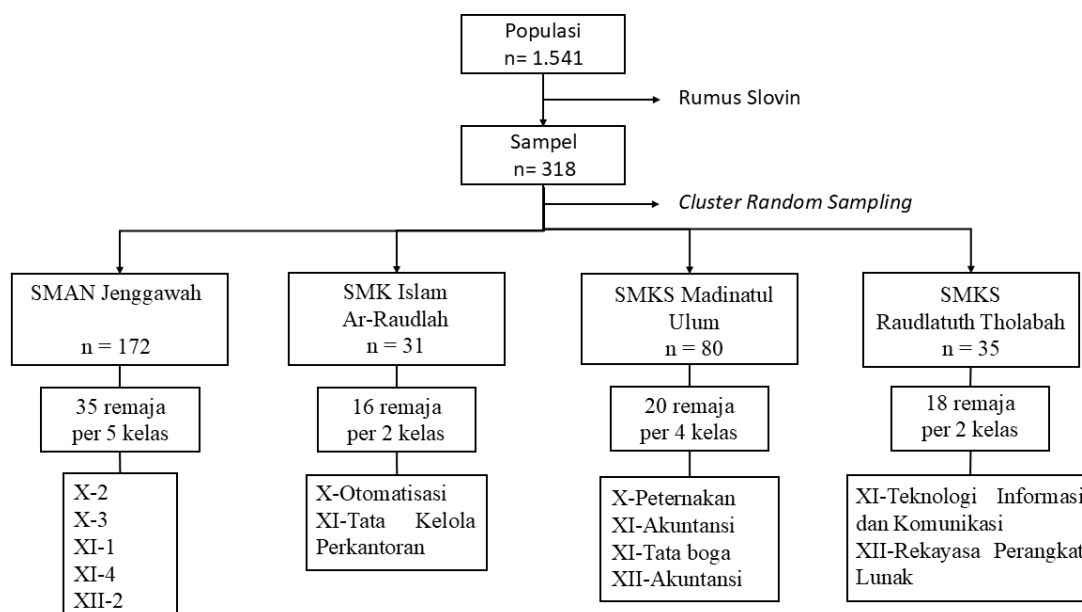 Populasi
n= 1.541
Rumus Slovin
Sampel
n= 318
Cluster Random Sampling
SMAN Jenggawah
n = 172
SMK Islam
Ar-Raudlah
n = 31
SMKS Madinatul
Ulum
n = 80
SMKS
Raudlatuth Tholabah
n = 35
35 remaja
per 5 kelas
16 remaja
per 2 kelas
20 remaja
per 4 kelas
18 remaja
per 2 kelas
X-2
X-3
XI-1
XI-4
XII-2
X-Otomatisasi
XI-Tata Kelola
Perkantoran
X-Peternakan
XI-Akuntansi
XI-Tata boga
XII-Akuntansi
XI-Teknologi Informasi
dan Komunikasi
XII-Rekayasa Perangkat
Lunak